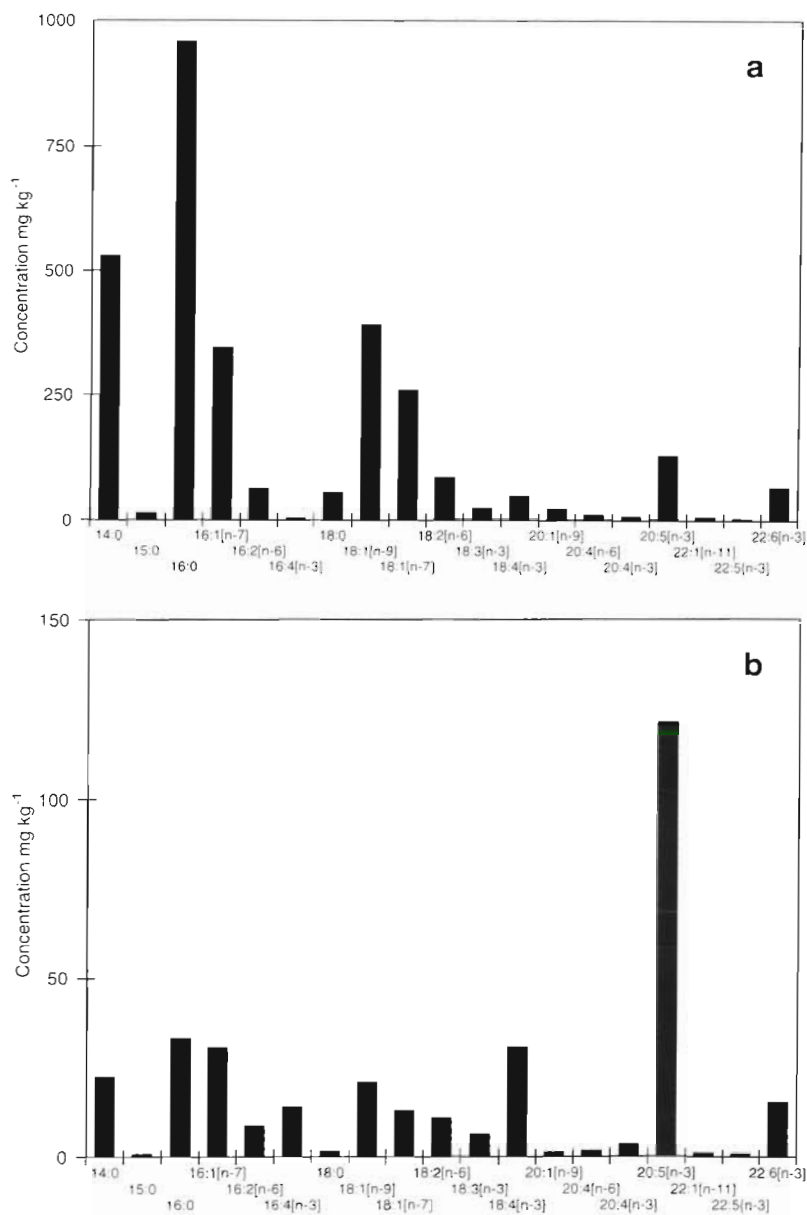 a
Concentration mg kg⁻¹
1000
750
500
250
0
14:0 16:1[n-7] 18:0 18:2[n-6] 20:1[n-9] 20:5[n-3] 22:6[n-3]
15:0 16:2[n-6] 18:1[n-9] 18:3[n-3] 20:4[n-6] 22:1[n-11]
16:0 16:4[n-3] 18:1[n-7] 18:4[n-3] 20:4[n-3] 22:5[n-3]
b
Concentration mg kg⁻¹
150
100
50
0
14:0 16:1[n-7] 18:0 18:2[n-6] 20:1[n-9] 20:5[n-3] 22 6[n-3]
15:0 16:2[n-6] 18:1[n-9] 18:3[n-3] 20:4[n-6] 22:1[n-11]
16:0 16:4[n-3] 18:1[n-7] 18:4[n-3] 20:4[n-3] 22:5[n-3]